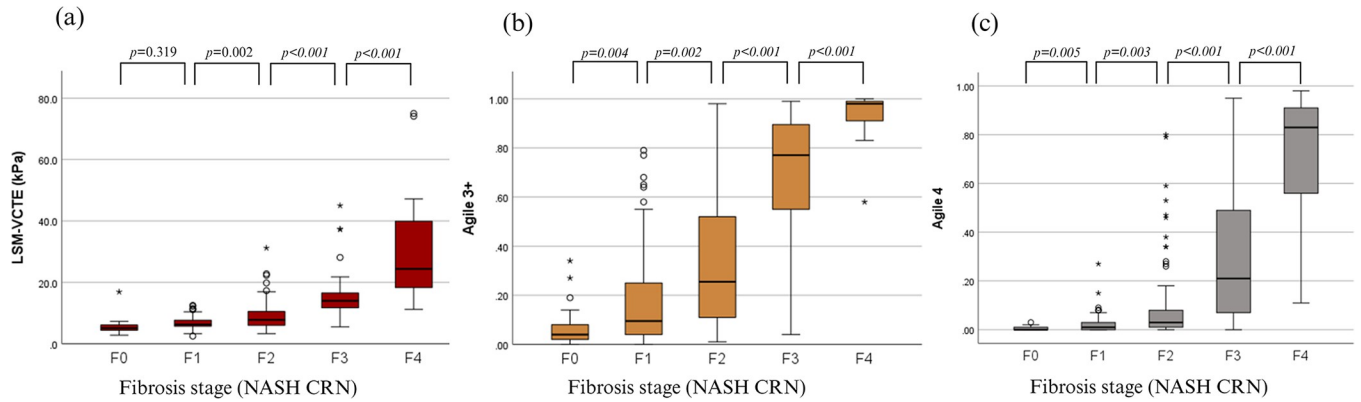 (a)
p=0.319 p=0.002 p<0.001 p<0.001
LSM-VCTE (kPa)
80.0
60.0
40.0
20.0
.0
F0 F1 F2 F3 F4
Fibrosis stage (NASH CRN)
(b)
p=0.004 p=0.002 p<0.001 p<0.001
Agile 3+
1.00
.80
.60
.40
.20
.00
F0 F1 F2 F3 F4
Fibrosis stage (NASH CRN)
(c)
p=0.005 p=0.003 p<0.001 p<0.001
Agile 4
1.00
.80
.60
.40
.20
.00
F0 F1 F2 F3 F4
Fibrosis stage (NASH CRN)